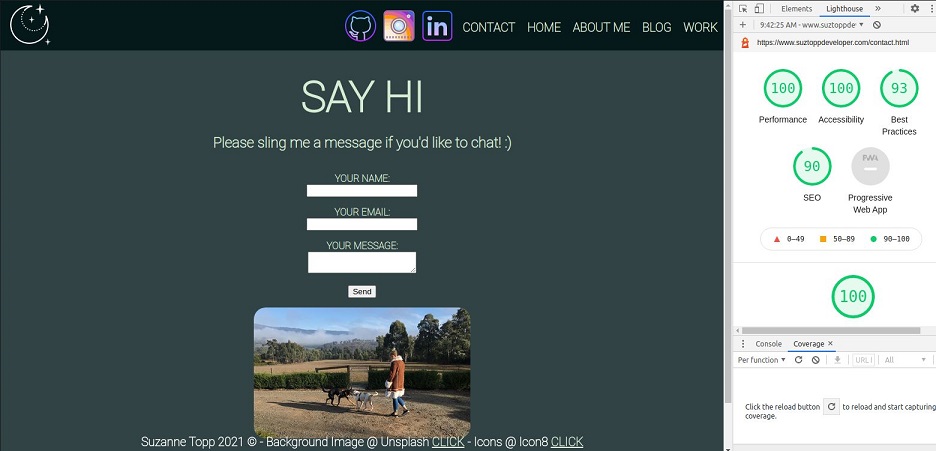 CONTACT HOME ABOUT ME BLOG WORK
SAY HI
Please sling me a message if you'd like to chat! :)
YOUR NAME:
YOUR EMAIL:
YOUR MESSAGE:
Send
Suzanne Topp 2021 © - Background Image @ Unsplash CLICK - Icons @ Icon8 CLICK
Elements Lighthouse »
9:42:25 AM - www.suztoppde
https://www.suztoppdeveloper.com/contact.html
100 100 93
Performance Accessibility Best
Practices
90 PWA
SEO Progressive
Web App
0–49 50–89 90–100
100
Console Coverage ×
Per function URL All
Click the reload button to reload and start capturing
coverage.